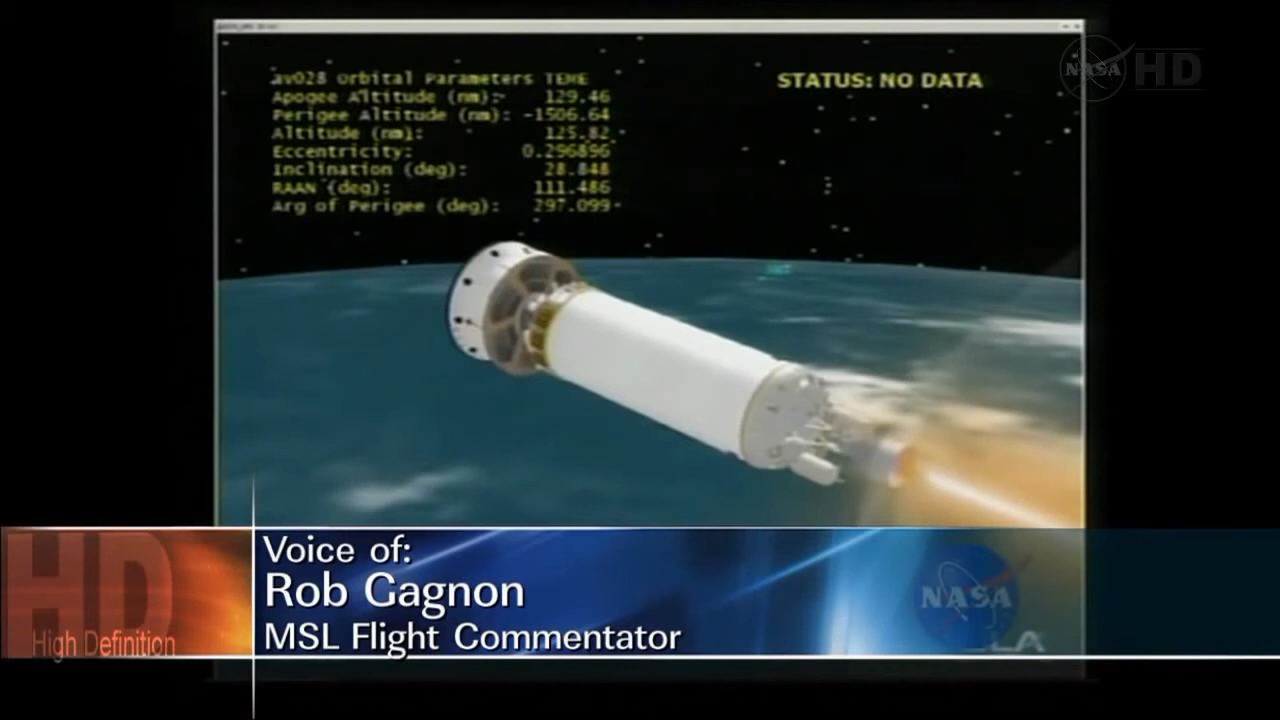 av028 Orbital Parameters TEME
Apogee Altitude (nm): 129.46
Perigee Altitude (nm): -1506.64
Altitude (nm): 125.82
Eccentricity: 0.296896
Inclination (deg): 28.848
RAAN (deg): 111.486
Arg of Perigee (deg): 297.099
STATUS: NO DATA
NASA HD
HD
High Definition
Voice of:
Rob Gagnon
MSL Flight Commentator
NASA